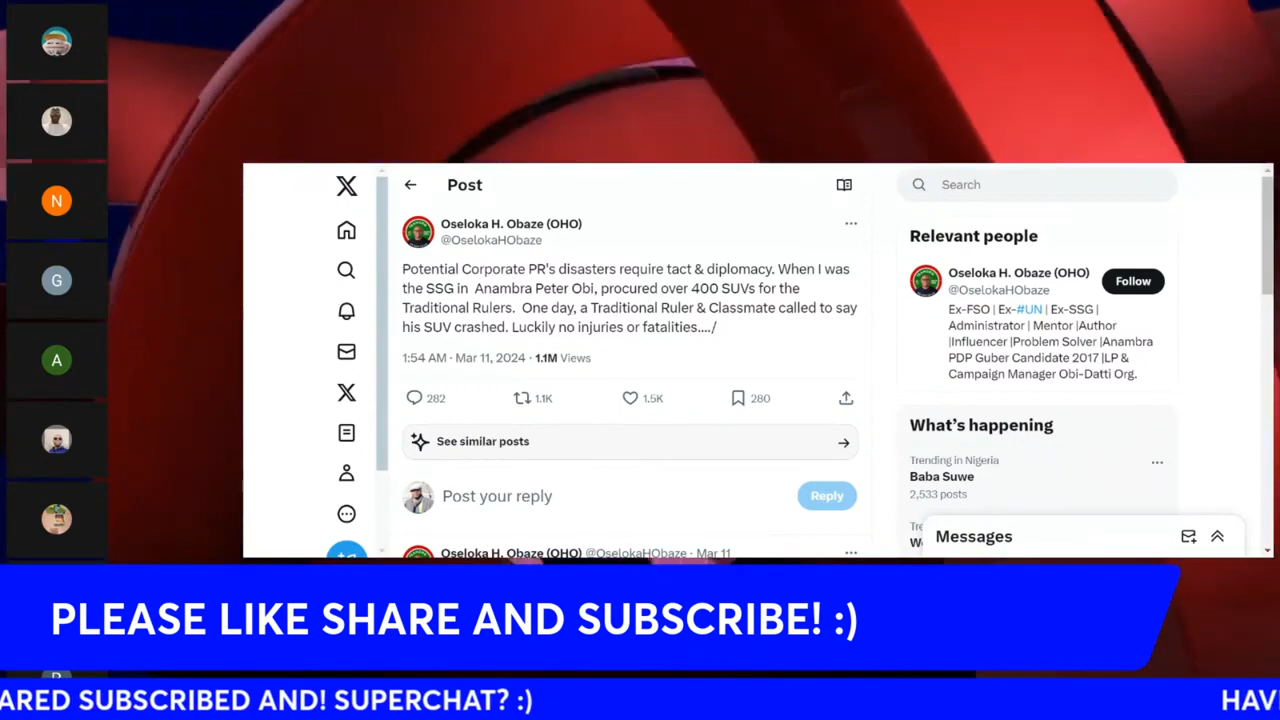 N
G
A
Post
Oseloka H. Obaze (OHO)
@OselokaHObaze
Potential Corporate PR's disasters require tact & diplomacy. When I was
the SSG in Anambra Peter Obi, procured over 400 SUVs for the
Traditional Rulers. One day, a Traditional Ruler & Classmate called to say
his SUV crashed. Luckily no injuries or fatalities..../
1:54 AM · Mar 11, 2024 · 1.1M Views
282
1.1K
1.5K
280
See similar posts
Post your reply
Reply
Oseloka H. Obaze (OHO) @OselokaHObaze · Mar 11
Search
Relevant people
Oseloka H. Obaze (OHO)
@OselokaHObaze
Follow
Ex-FSO | Ex-#UN | Ex-SSG |
Administrator | Mentor |Author
|Influencer |Problem Solver |Anambra
PDP Guber Candidate 2017 |LP &
Campaign Manager Obi-Datti Org.
What's happening
Trending in Nigeria
Baba Suwe
2,533 posts
Messages
PLEASE LIKE SHARE AND SUBSCRIBE! :)
ARED SUBSCRIBED AND! SUPERCHAT? :)
HAV